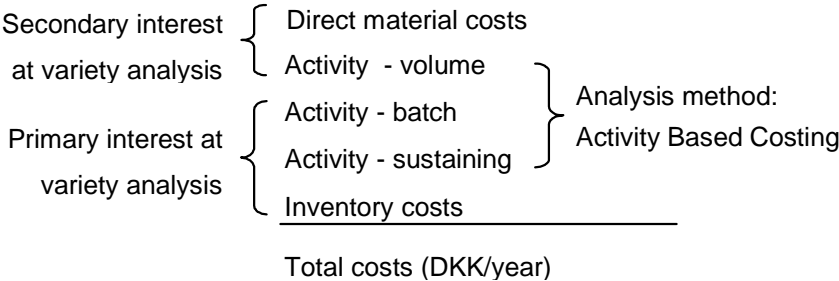 Secondary interest
at variety analysis
Direct material costs
Activity - volume
Primary interest at
variety analysis
Activity - batch
Activity - sustaining
Inventory costs
Analysis method:
Activity Based Costing
Total costs (DKK/year)